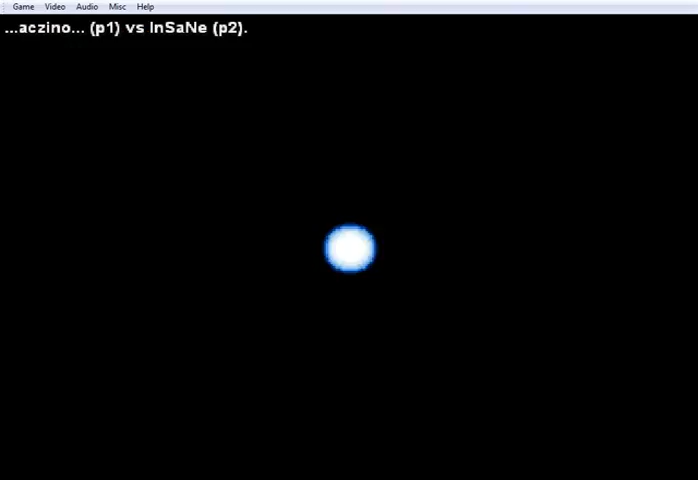 Game Video Audio Misc Help
...aczino... (p1) vs InSaNe (p2).